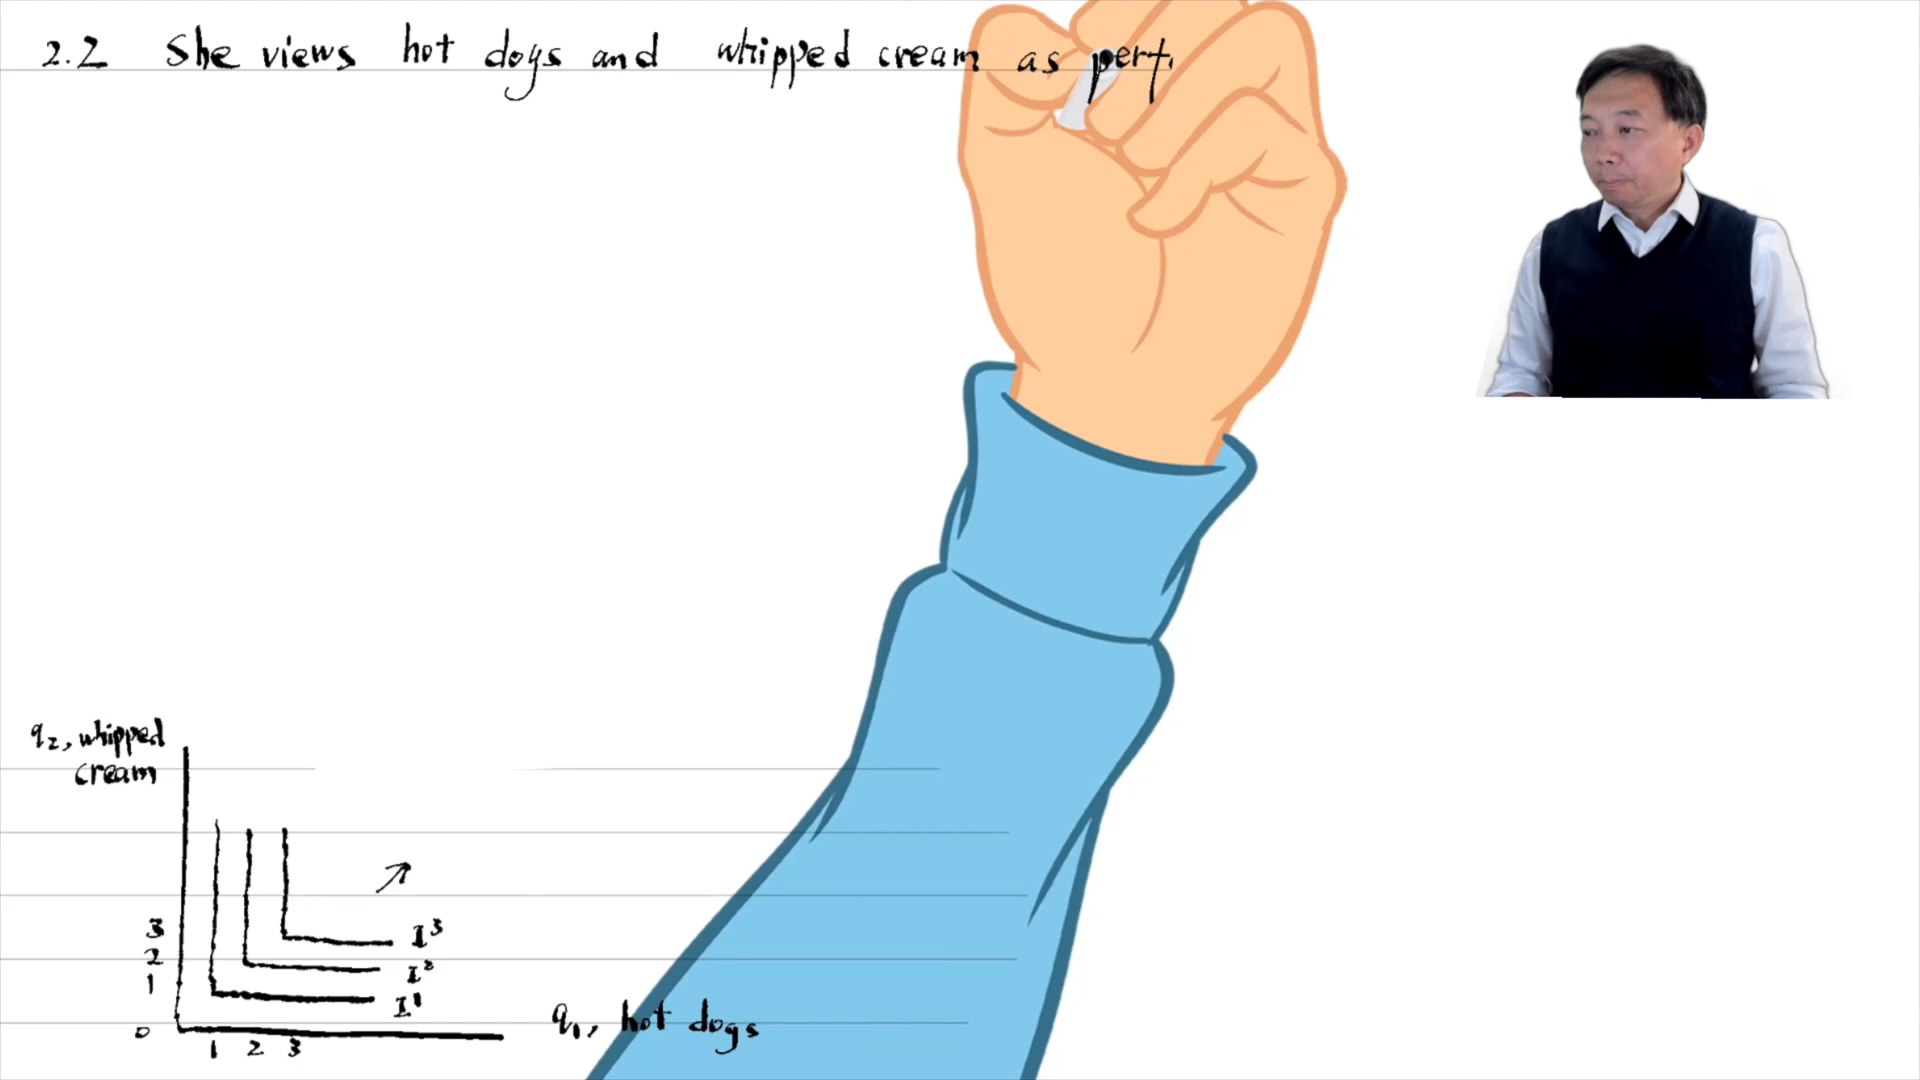 2.2 She views hot dogs and whipped cream as perf
q2, whipped
cream
3
2
1
0
I3
I2
I1
1 2 3
q1, hot dogs